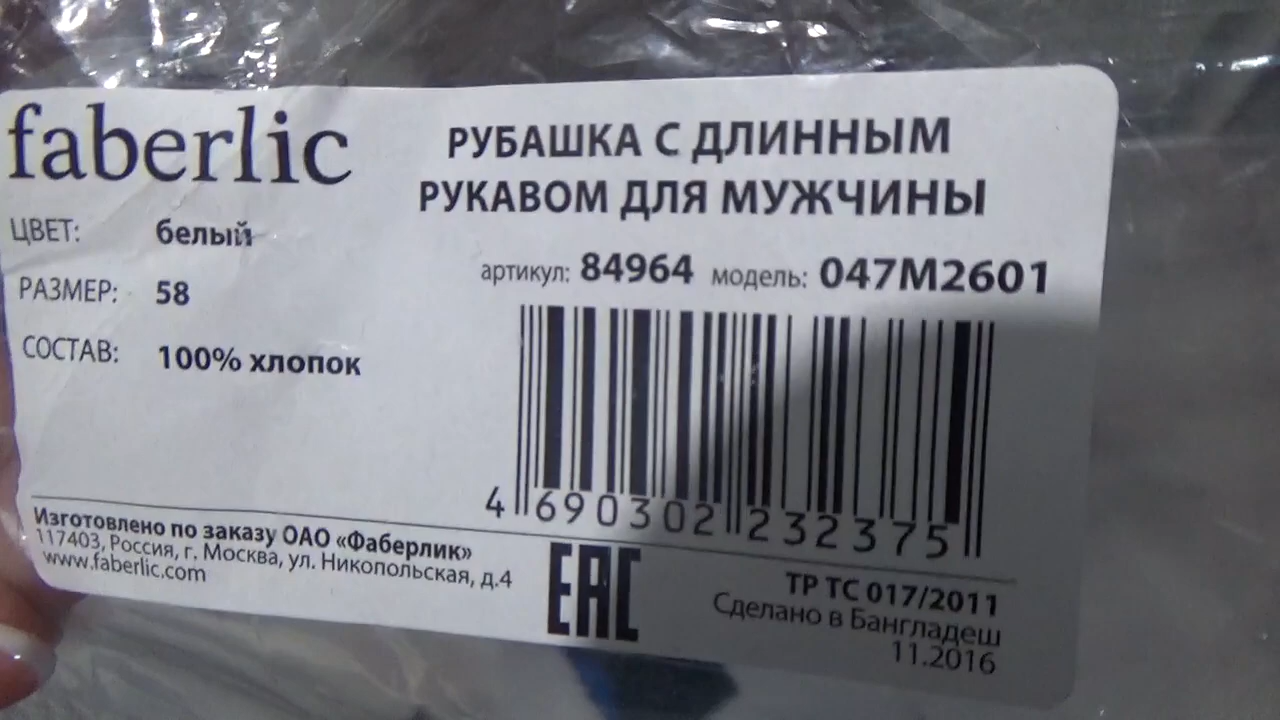 faberlic
РУБАШКА С ДЛИННЫМ
РУКАВОМ ДЛЯ МУЖЧИНЫ
ЦВЕТ: белый
РАЗМЕР: 58
СОСТАВ: 100% хлопок
артикул: 84964 модель: 047M2601
4 690302 232375
Изготовлено по заказу ОАО «Фаберлик»
117403, Россия, г. Москва, ул. Никопольская, д.4
www.faberlic.com
EAC
ТР ТС 017/2011
Сделано в Бангладеш
11.2016